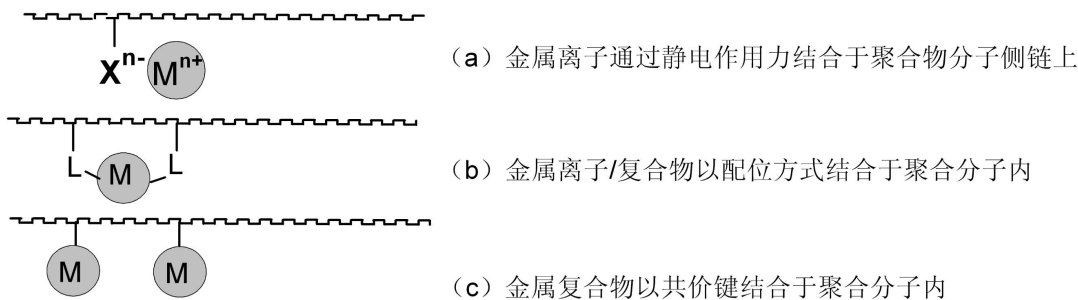 Xⁿ⁻ Mⁿ⁺ （a）金属离子通过静电作用力结合于聚合物分子侧链上
L M L （b）金属离子/复合物以配位方式结合于聚合分子内
M M （c）金属复合物以共价键结合于聚合分子内